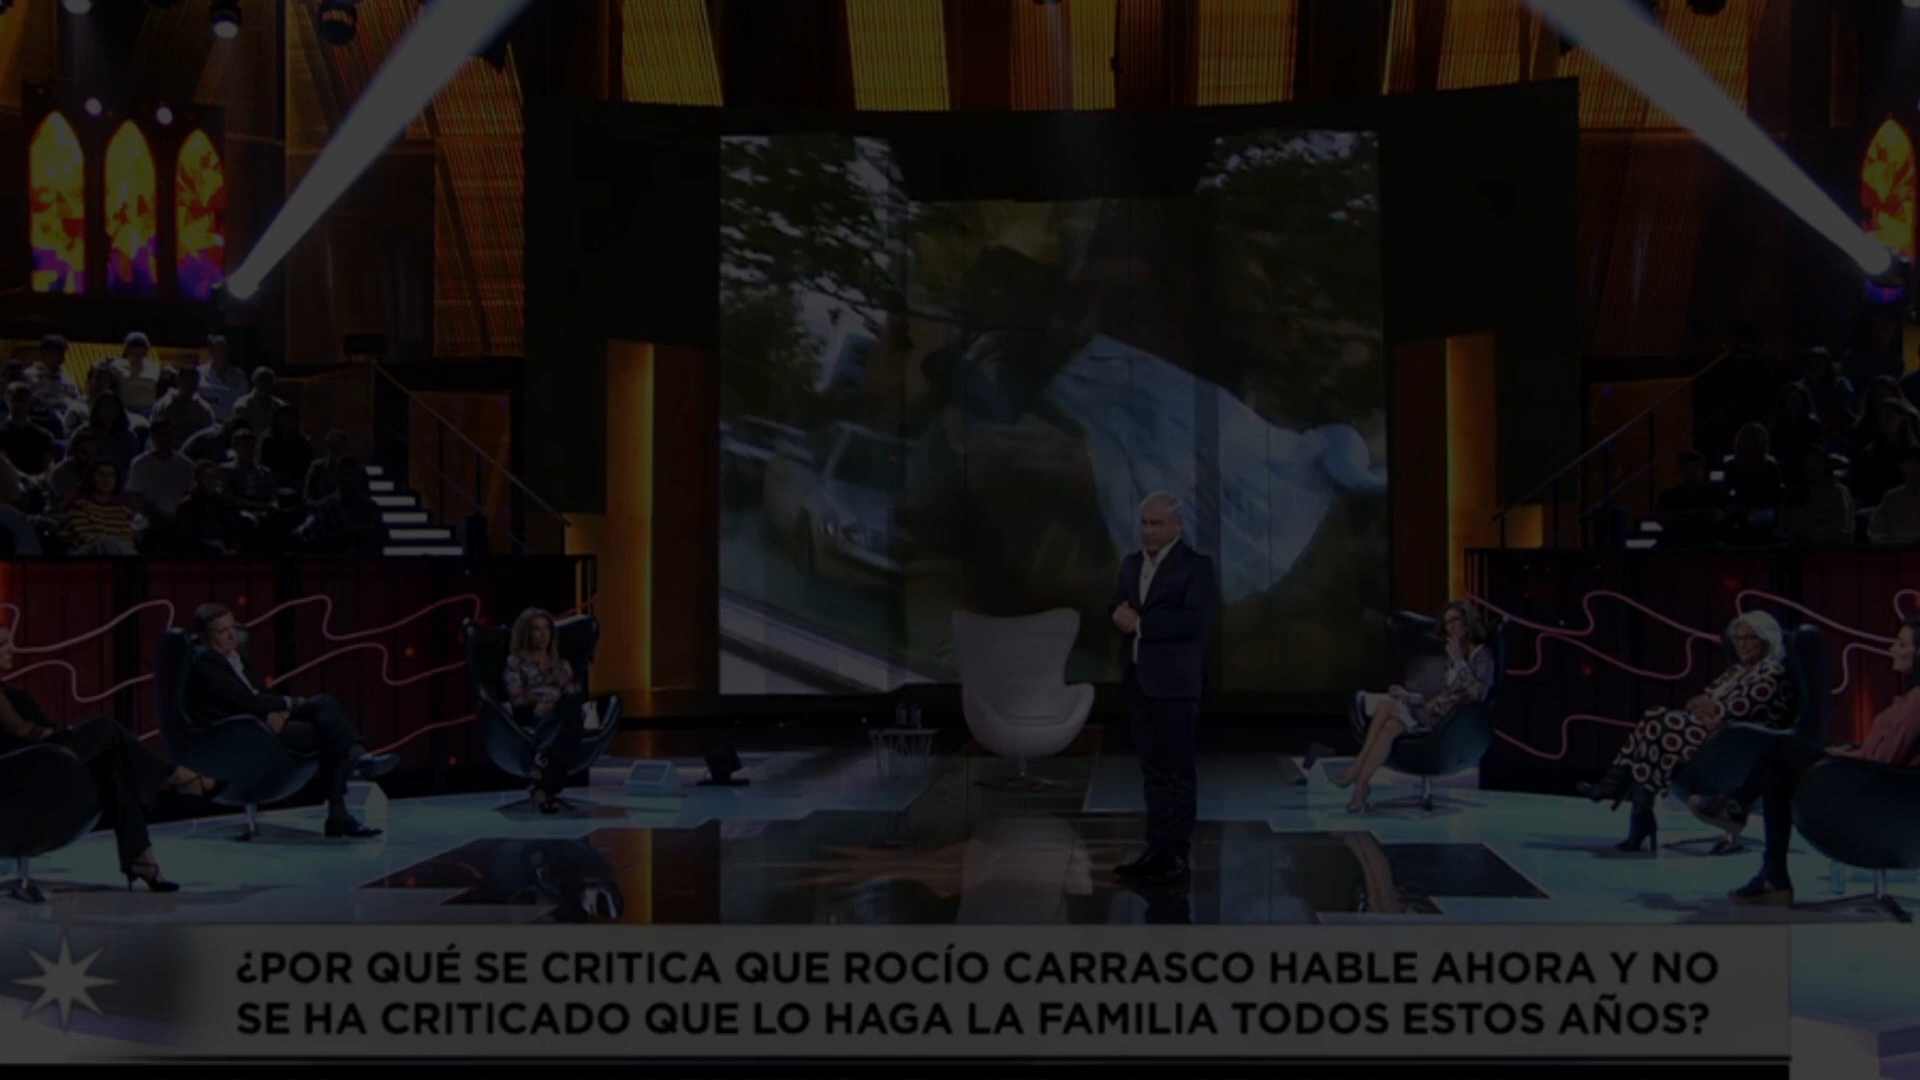 ¿POR QUÉ SE CRITICA QUE ROCÍO CARRASCO HABLE AHORA Y NO
SE HA CRITICADO QUE LO HAGA LA FAMILIA TODOS ESTOS AÑOS?